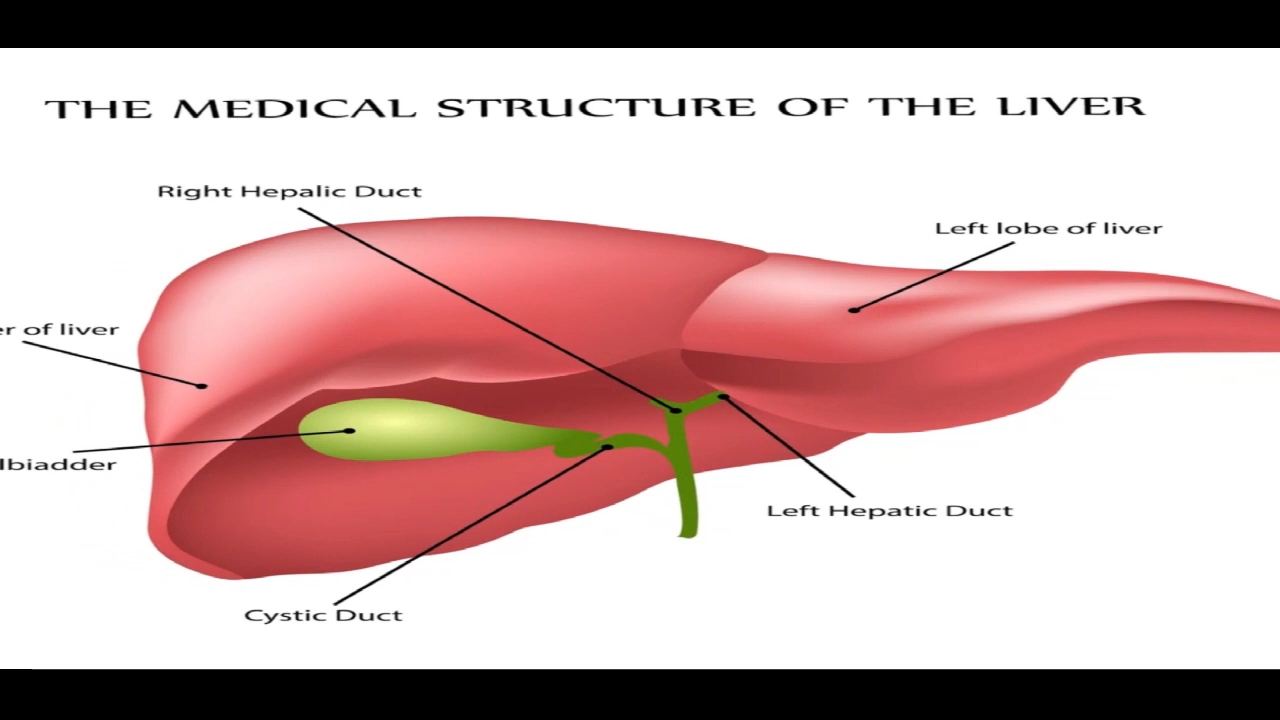 THE MEDICAL STRUCTURE OF THE LIVER
Right Hepalic Duct
Left lobe of liver
er of liver
lbiadder
Left Hepatic Duct
Cystic Duct